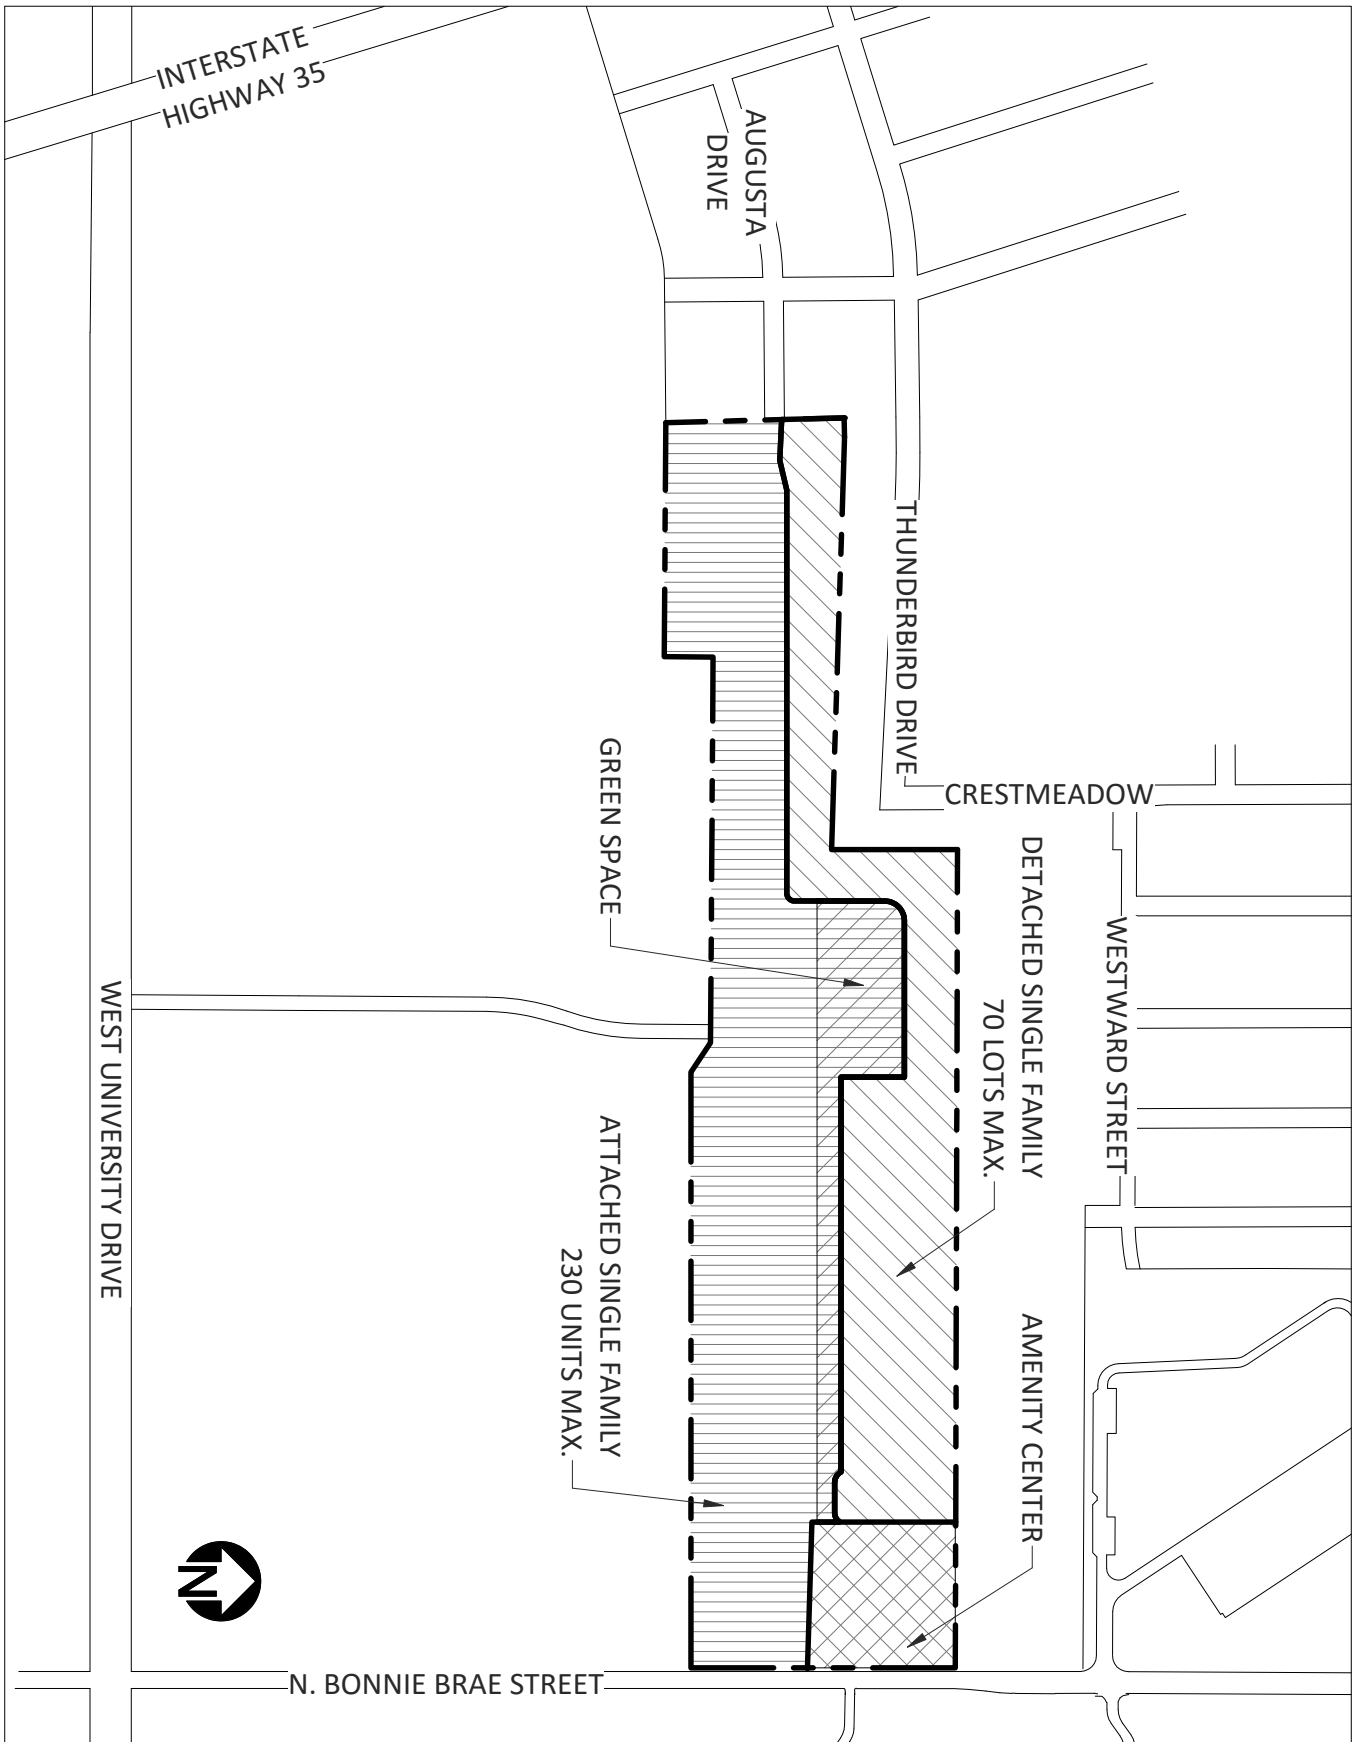 INTERSTATE
HIGHWAY 35
AUGUSTA
DRIVE
THUNDERBIRD DRIVE
CRESTMEADOW
WESTWARD STREET
GREEN SPACE
DETACHED SINGLE FAMILY
70 LOTS MAX.
WEST UNIVERSITY DRIVE
ATTACHED SINGLE FAMILY
230 UNITS MAX.
AMENITY CENTER
N
N. BONNIE BRAE STREET